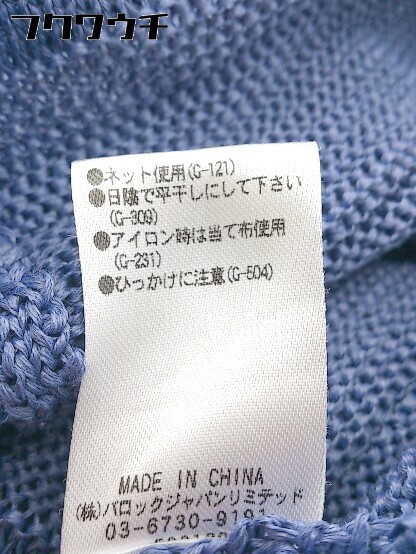 フクワウチ
●ネット使用(G-121)
●日陰で平干しにして下さい
(G-309)
●アイロン時は当て布使用
(G-231)
●ひっかけに注意(G-504)
MADE IN CHINA
(株)バロックジャパンリミテッド
03-6730-9191